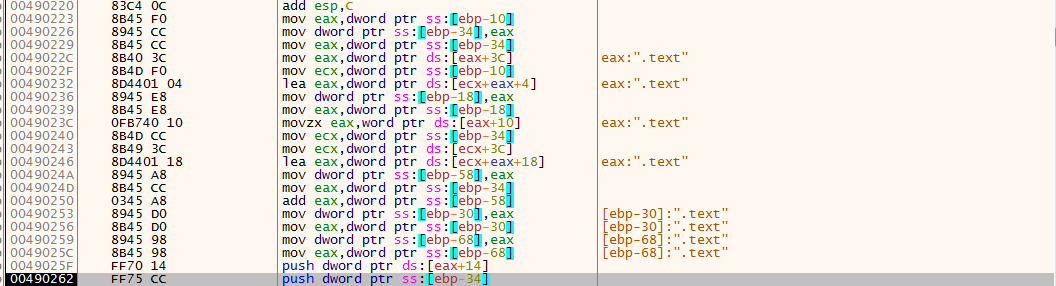 00490220 83C4 0C add esp,C
00490223 8B45 F0 mov eax,dword ptr ss:[ebp-10]
00490226 8945 CC mov dword ptr ss:[ebp-34],eax
00490229 8B45 CC mov eax,dword ptr ss:[ebp-34]
0049022C 8B40 3C mov eax,dword ptr ds:[eax+3C] eax:".text"
0049022F 8B4D F0 mov ecx,dword ptr ss:[ebp-10]
00490232 8D4401 04 lea eax,dword ptr ds:[ecx+eax+4] eax:".text"
00490236 8945 E8 mov dword ptr ss:[ebp-18],eax
00490239 8B45 E8 mov eax,dword ptr ss:[ebp-18]
0049023C 0FB740 10 movzx eax,word ptr ds:[eax+10] eax:".text"
00490240 8B4D CC mov ecx,dword ptr ss:[ebp-34]
00490243 8B49 3C mov ecx,dword ptr ds:[ecx+3C]
00490246 8D4401 18 lea eax,dword ptr ds:[ecx+eax+18] eax:".text"
0049024A 8945 A8 mov dword ptr ss:[ebp-58],eax
0049024D 8B45 CC mov eax,dword ptr ss:[ebp-34]
00490250 0345 A8 add eax,dword ptr ss:[ebp-58]
00490253 8945 D0 mov dword ptr ss:[ebp-30],eax [ebp-30]:".text"
00490256 8B45 D0 mov eax,dword ptr ss:[ebp-30] [ebp-30]:".text"
00490259 8945 98 mov dword ptr ss:[ebp-68],eax [ebp-68]:".text"
0049025C 8B45 98 mov eax,dword ptr ss:[ebp-68] [ebp-68]:".text"
0049025F FF70 14 push dword ptr ds:[eax+14]
00490262 FF75 CC push dword ptr ss:[ebp-34]